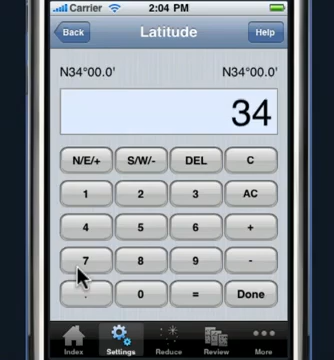 Carrier 2:04 PM
Back Latitude Help
N34°00.0' N34°00.0'
34
N/E/+ S/W/- DEL C
1 2 3 AC
4 5 6 +
7 8 9 -
. 0 = Done
Index Settings Reduce Review More